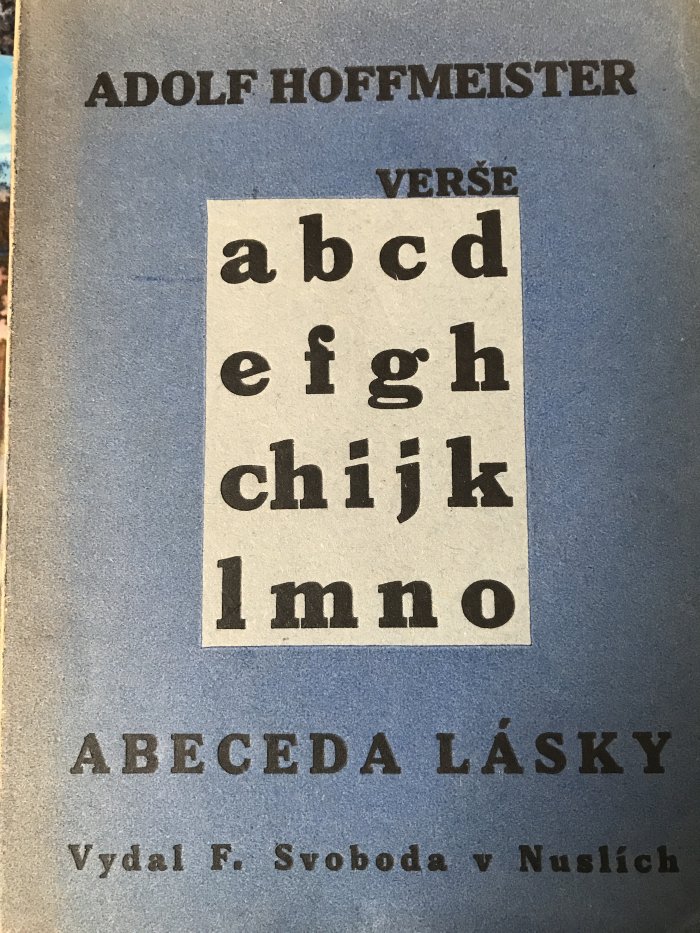 ADOLF HOFFMEISTER
VERŠE
a b c d
e f g h
ch i j k
l m n o
ABECEDA LÁSKY
Vydal F. Svoboda v Nuslích